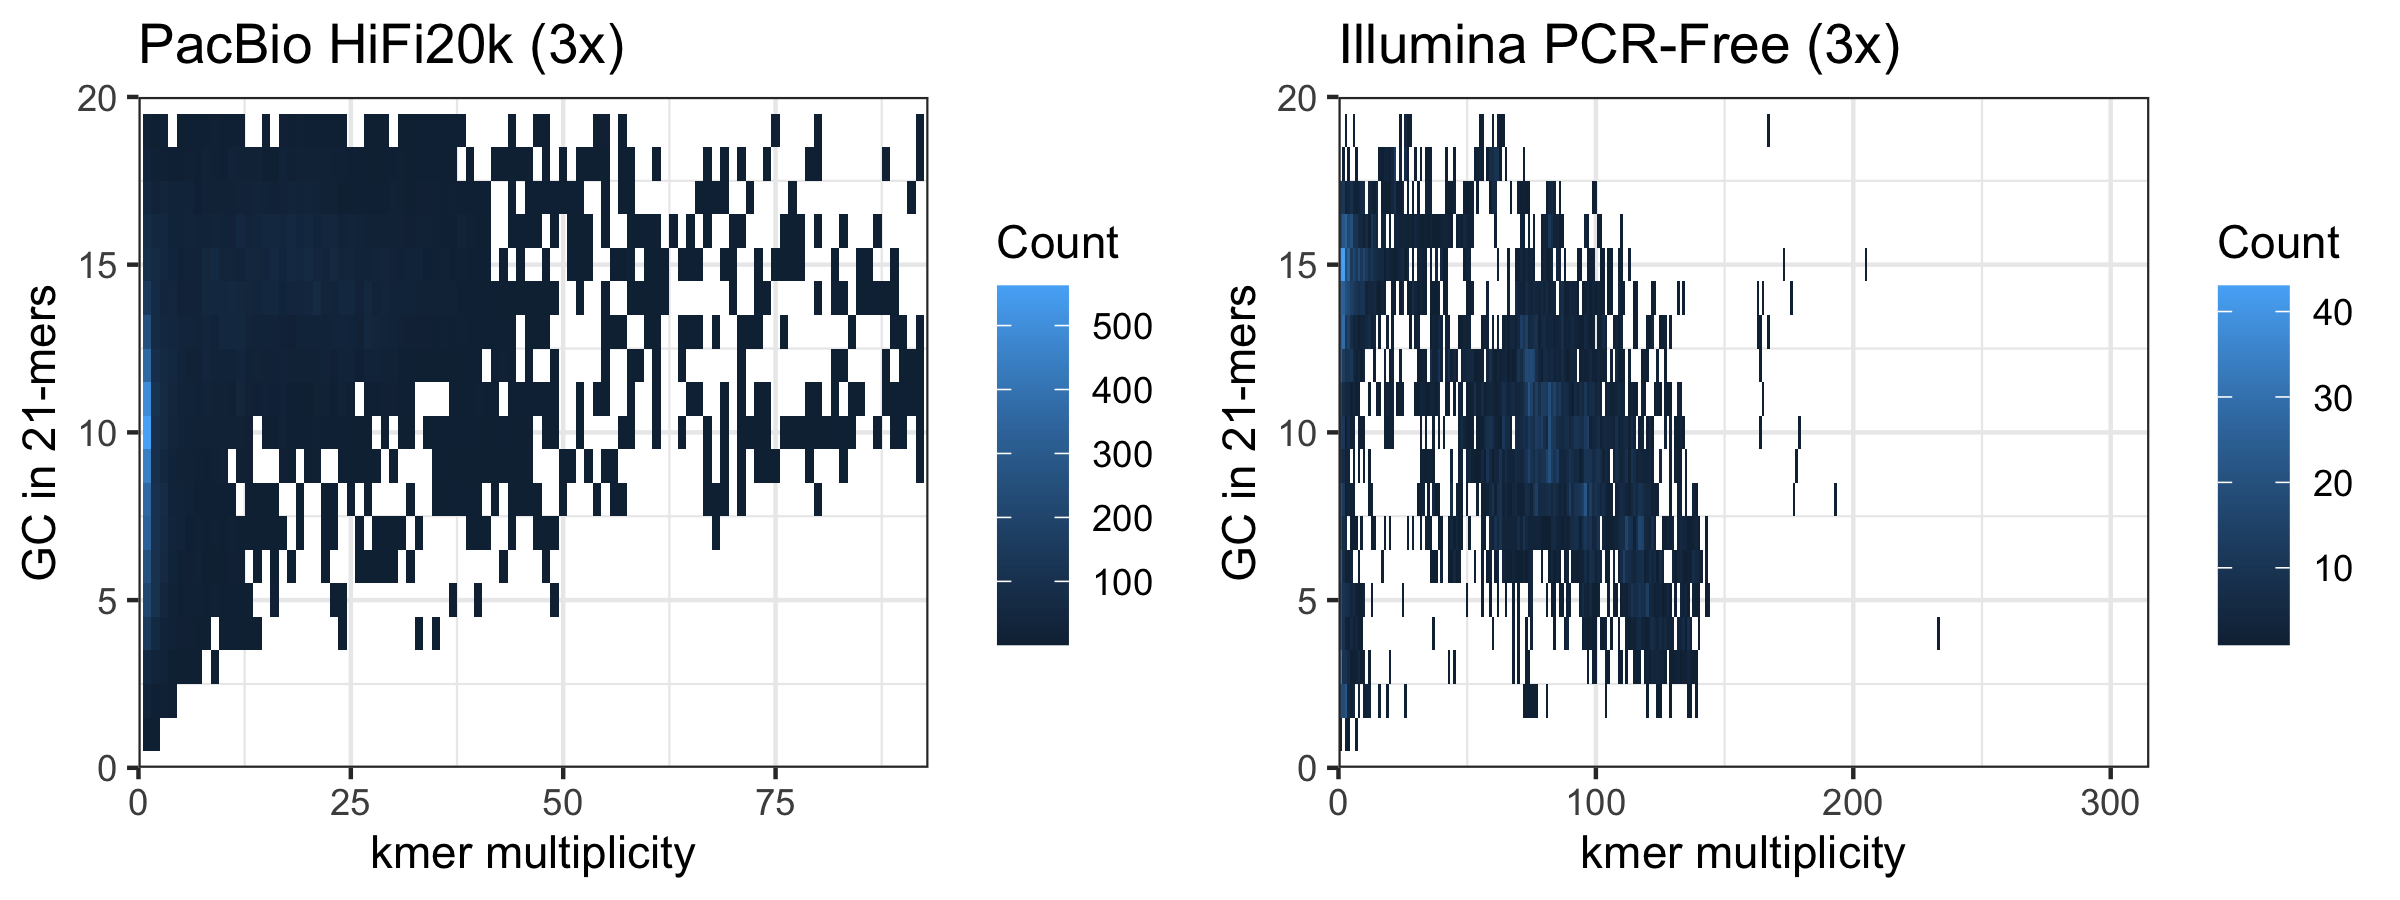 PacBio HiFi20k (3x)
20
15
10
5
0
GC in 21-mers
0 25 50 75
kmer multiplicity
Count
500
400
300
200
100
Illumina PCR-Free (3x)
20
15
10
5
0
GC in 21-mers
0 100 200 300
kmer multiplicity
Count
40
30
20
10